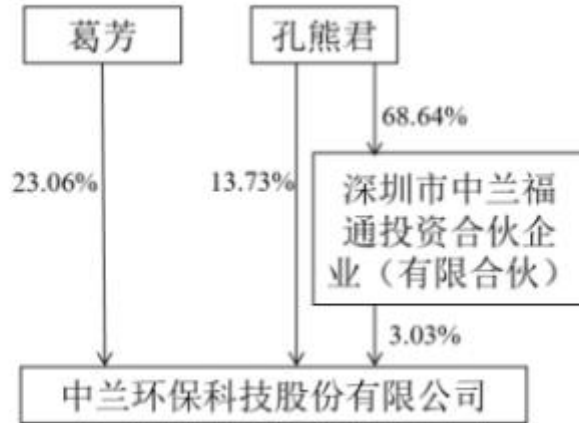 葛芳
孔熊君
68.64%
23.06%
13.73%
深圳市中兰福
通投资合伙企
业（有限合伙）
3.03%
中兰环保科技股份有限公司